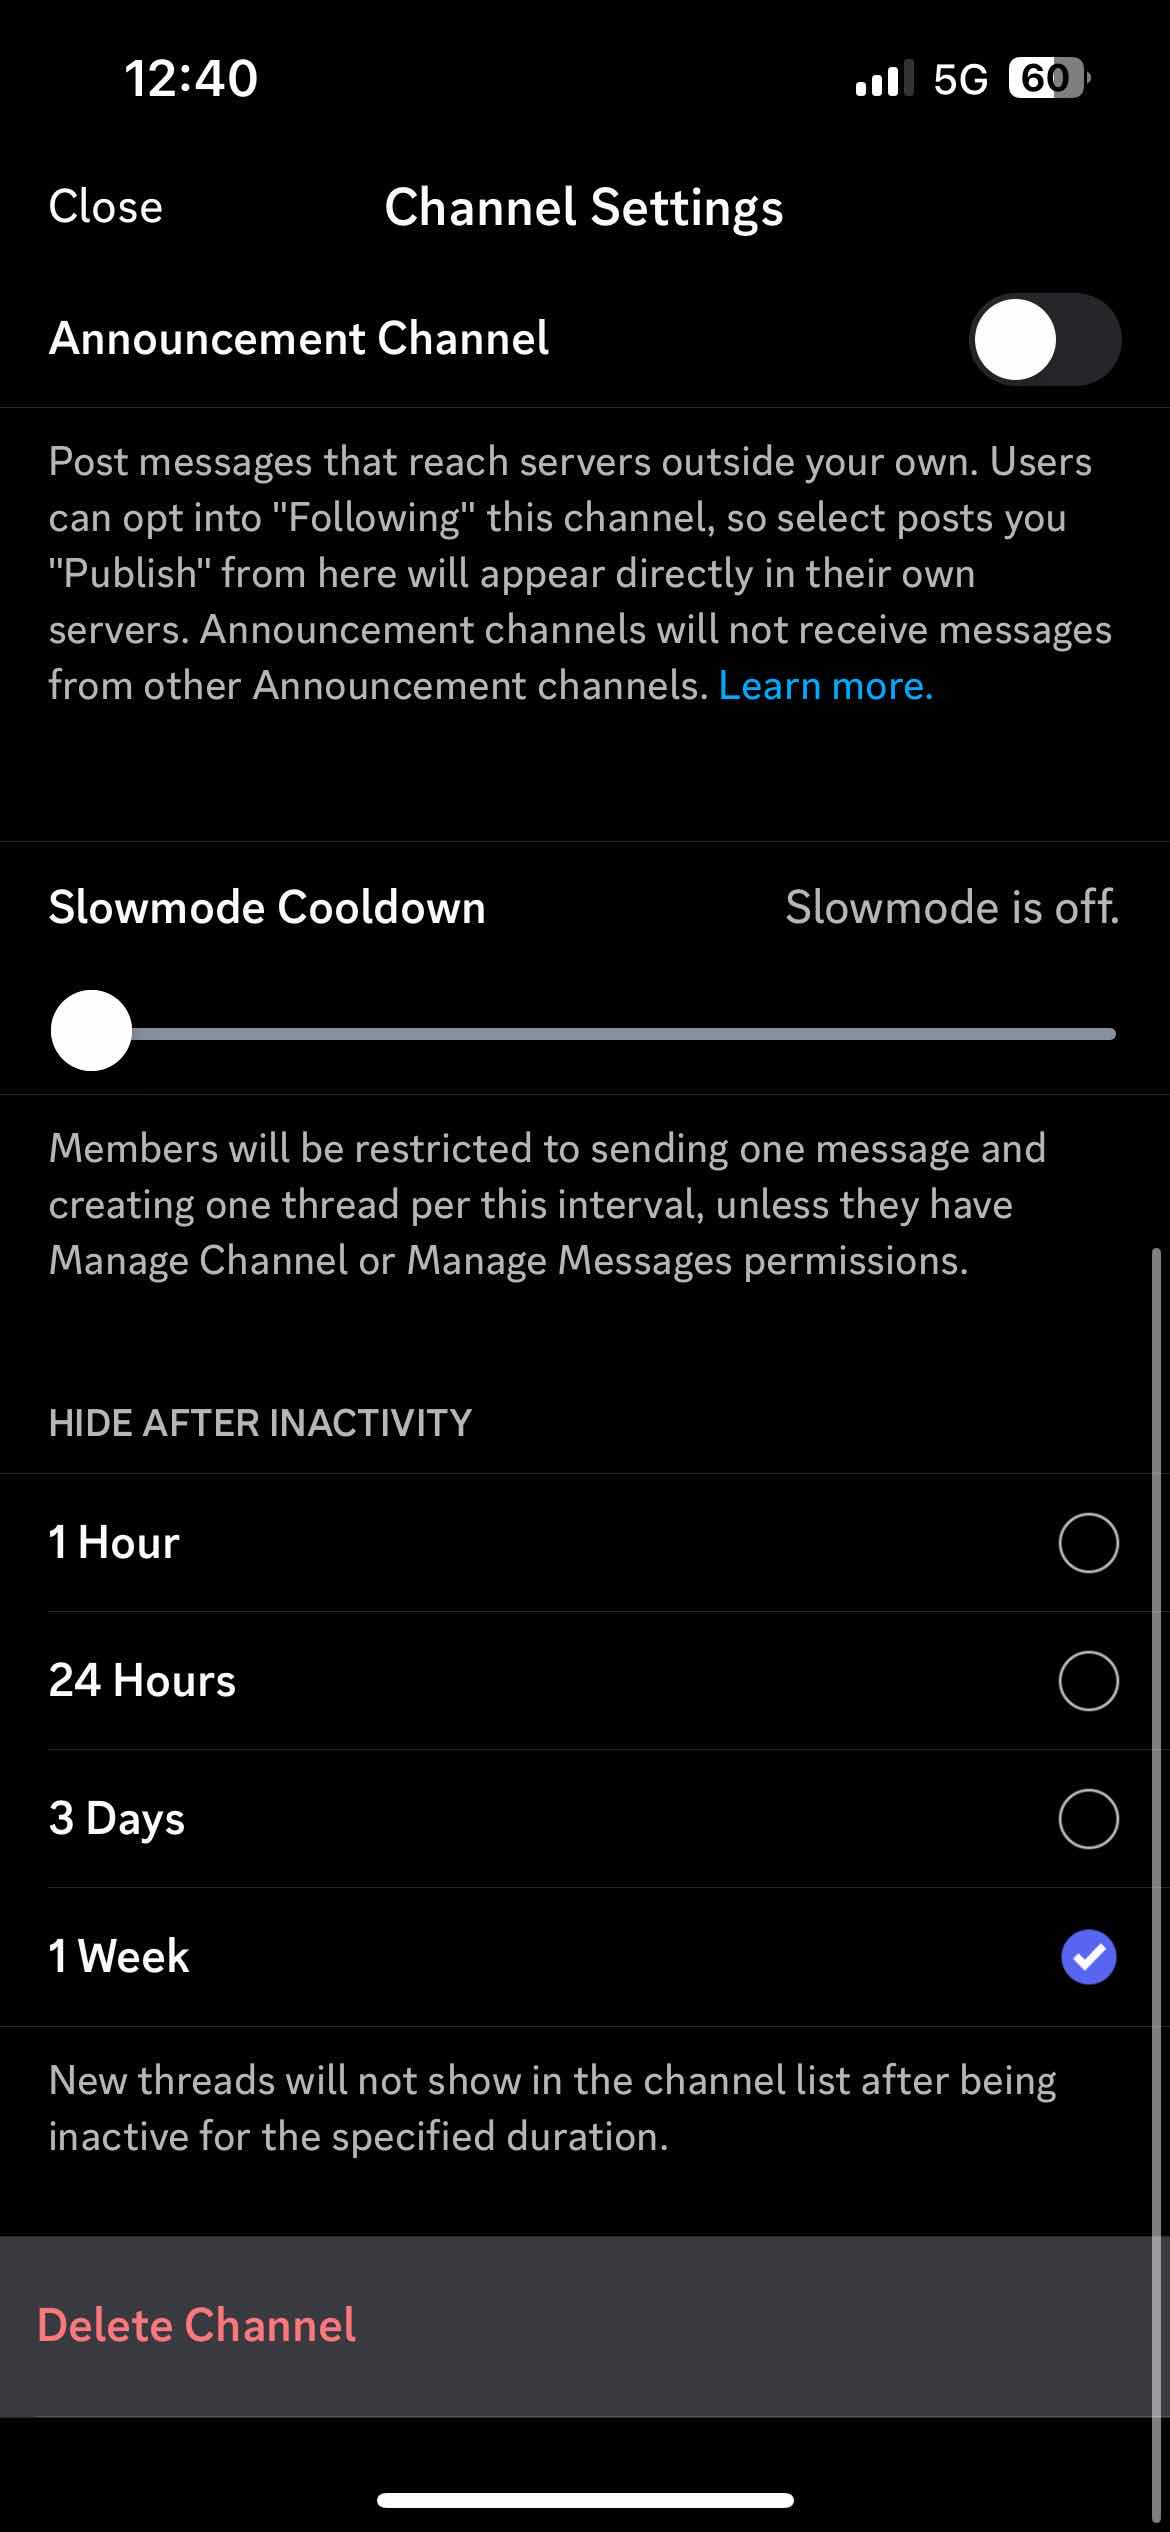 12:40
5G
60
Close
Channel Settings
Announcement Channel
Post messages that reach servers outside your own. Users
can opt into "Following" this channel, so select posts you
"Publish" from here will appear directly in their own
servers. Announcement channels will not receive messages
from other Announcement channels. Learn more.
Slowmode Cooldown
Slowmode is off.
Members will be restricted to sending one message and
creating one thread per this interval, unless they have
Manage Channel or Manage Messages permissions.
HIDE AFTER INACTIVITY
1 Hour
24 Hours
3 Days
1 Week
New threads will not show in the channel list after being
inactive for the specified duration.
Delete Channel